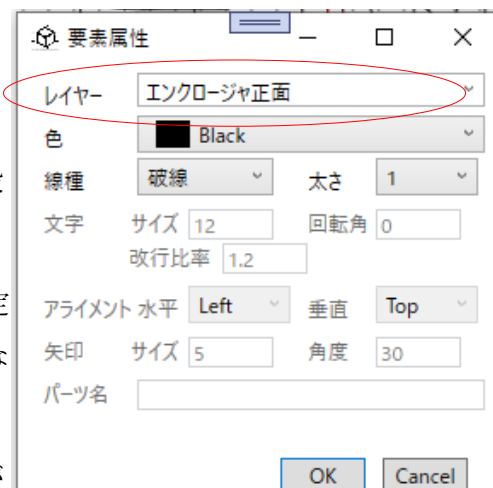 要素属性
レイヤー エンクロージャ正面
色 Black
線種 破線 太さ 1
文字 サイズ 12 回転角 0
改行比率 1.2
アライメント 水平 Left 垂直 Top
矢印 サイズ 5 角度 30
パーツ名
OK Cancel